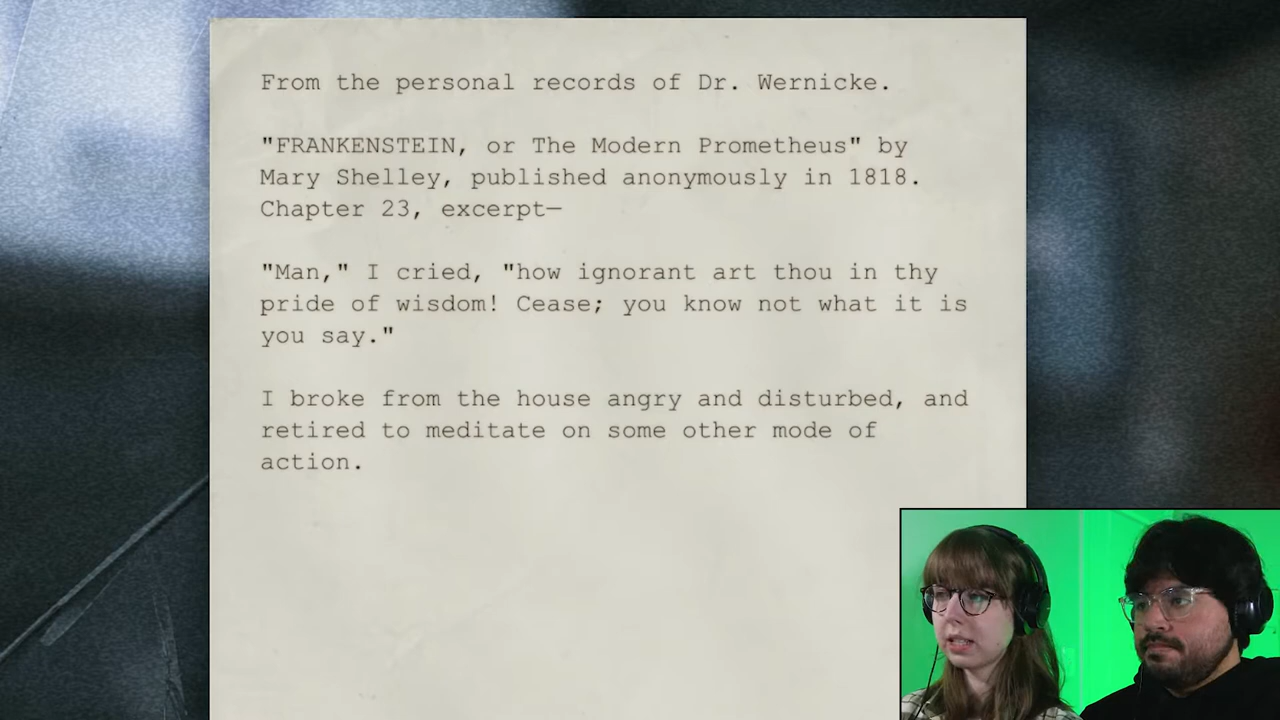 From the personal records of Dr. Wernicke.
"FRANKENSTEIN, or The Modern Prometheus" by
Mary Shelley, published anonymously in 1818.
Chapter 23, excerpt—
"Man," I cried, "how ignorant art thou in thy
pride of wisdom! Cease; you know not what it is
you say."
I broke from the house angry and disturbed, and
retired to meditate on some other mode of
action.